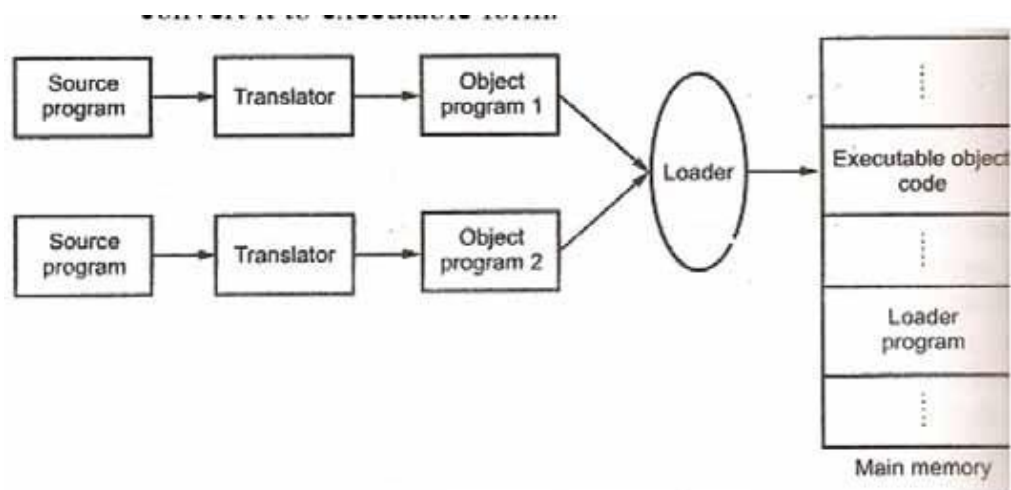 Source
program
Translator
Object
program 1
Source
program
Translator
Object
program 2
Loader
Executable object
code
Loader
program
Main memory